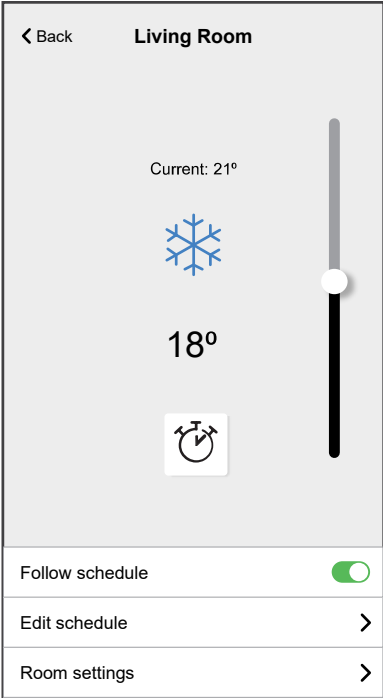 Back
Living Room
Current: 21º
18º
Follow schedule
Edit schedule
Room settings